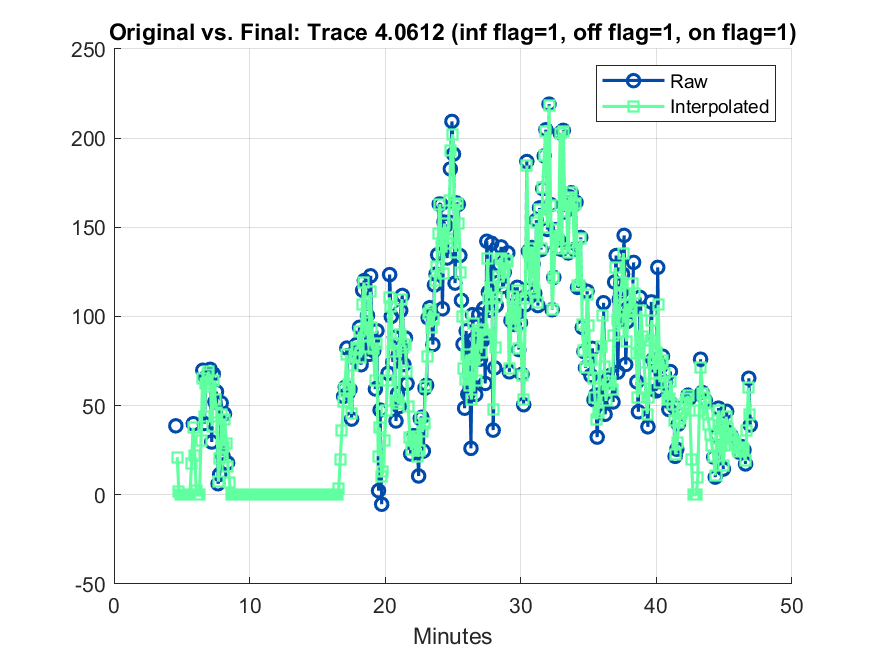 Original vs. Final: Trace 4.0612 (inf flag=1, off flag=1, on flag=1)
250
200
150
100
50
0
-50
0 10 20 30 40 50
Minutes
Raw
Interpolated